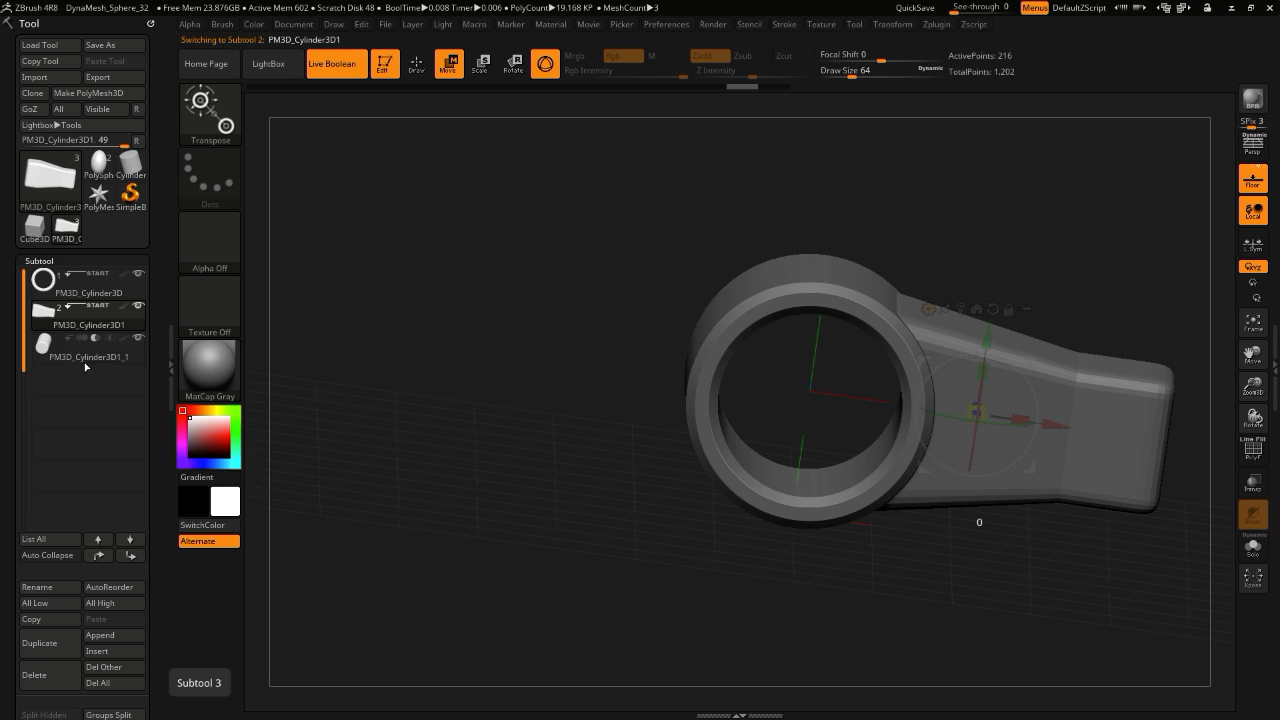 ZBrush 4R8 DynaMesh_Sphere_32 • Free Mem 23.876GB • Active Mem 602 • Scratch Disk 48 • BoolTime▶0.008 Timer▶0.006 • PolyCount▶19.168 KP • MeshCount▶3 QuickSave See-through 0 Menus DefaultZScript
Tool
Alpha Brush Color Document Draw Edit File Layer Light Macro Marker Material Movie Picker Preferences Render Stencil Stroke Texture Tool Transform Zplugin Zscript
Switching to Subtool 2: PM3D_Cylinder3D1
Load Tool Save As
Copy Tool Paste Tool
Import Export
Clone Make PolyMesh3D
GoZ All Visible R
Lightbox▶Tools
PM3D_Cylinder3D1. 49 R
Home Page LightBox Live Boolean Edit Draw Move Scale Rotate
Mrgb Rgb M Zadd Zsub Zcut
Rgb Intensity Z Intensity
Focal Shift 0
Draw Size 64 Dynamic
ActivePoints: 216
TotalPoints: 1,202
3
2
PolySph Cylinder
PM3D_Cylinder3 PolyMes SimpleB
3
Cube3D PM3D_C
Subtool
1 START
PM3D_Cylinder3D
2 START
PM3D_Cylinder3D1
PM3D_Cylinder3D1_1
List All
Auto Collapse
Rename AutoReorder
All Low All High
Copy Paste
Duplicate Append
Insert
Delete Del Other
Del All
Split Hidden Groups Split
Transpose
Dots
Alpha Off
Texture Off
MatCap Gray
Gradient
SwitchColor
Alternate
Subtool 3
0
BPR
SPix 3
Dynamic
Persp
Floor
Local
L.Sym
XYZ
Frame
Move
Zoom3D
Rotate
Line Fill
PolyF
Transp
Dynamic
Solo
Xpose